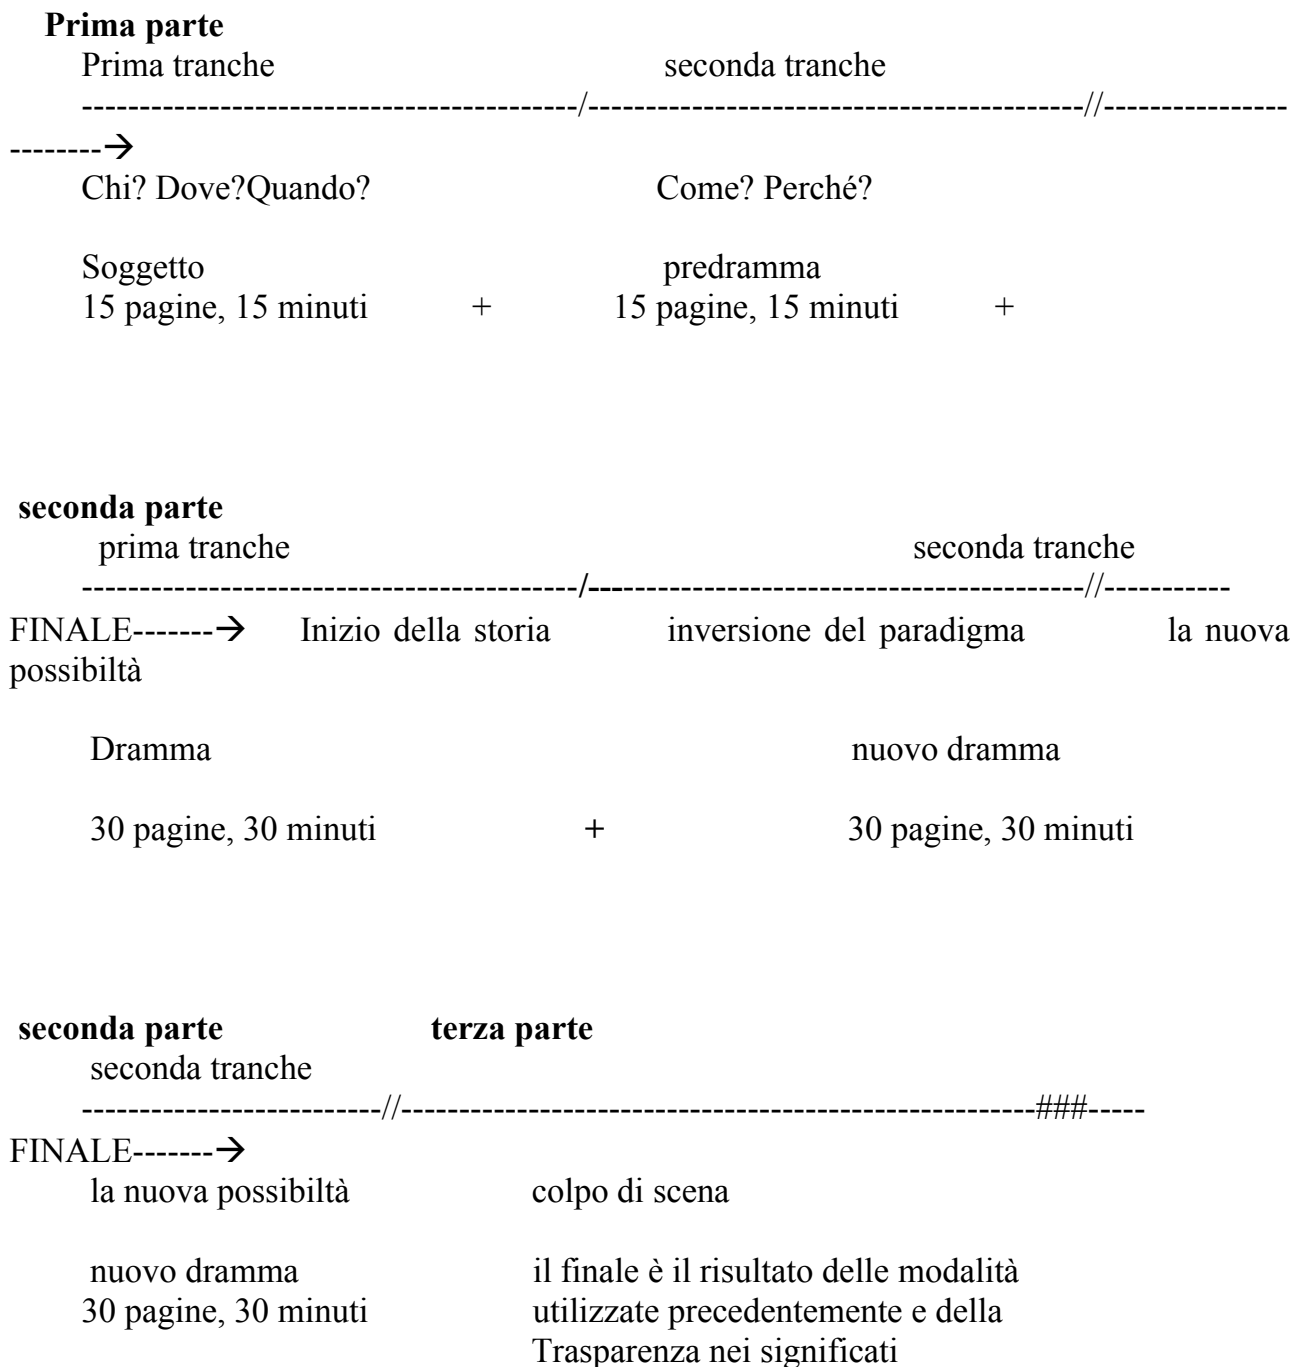 Prima parte
Prima tranche seconda tranche
-------------------------------------------/-------------------------------------------//----------------
--------→
Chi? Dove?Quando? Come? Perché?
Soggetto predramma
15 pagine, 15 minuti + 15 pagine, 15 minuti +
seconda parte
prima tranche seconda tranche
-------------------------------------------/-------------------------------------------//-----------
FINALE-------→ Inizio della storia inversione del paradigma la nuova
possibiltà
Dramma nuovo dramma
30 pagine, 30 minuti + 30 pagine, 30 minuti
seconda parte terza parte
seconda tranche
--------------------------//-------------------------------------------------------###-----
FINALE-------→
la nuova possibiltà colpo di scena
nuovo dramma il finale è il risultato delle modalità
30 pagine, 30 minuti utilizzate precedentemente e della
Trasparenza nei significati